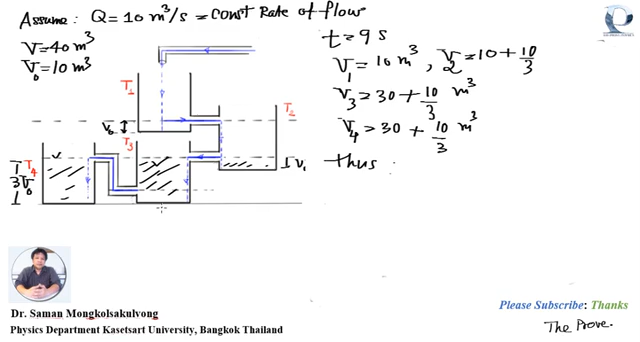 Assume: Q = 10 m³/s = Const Rate of flow
V = 40 m³
V₀ = 10 m³
t = 9 s
V₁ = 10 m³, V₂ = 10 + 10/3
V₃ = 30 + 10/3 m³
V₄ = 30 + 10/3 m³
thus
T₁
T₂
V₀
T₃
T₄
3V₀
V₁
Dr. Saman Mongkolsakulvong
Physics Department Kasetsart University, Bangkok Thailand
Please Subscribe: Thanks
The Prove.